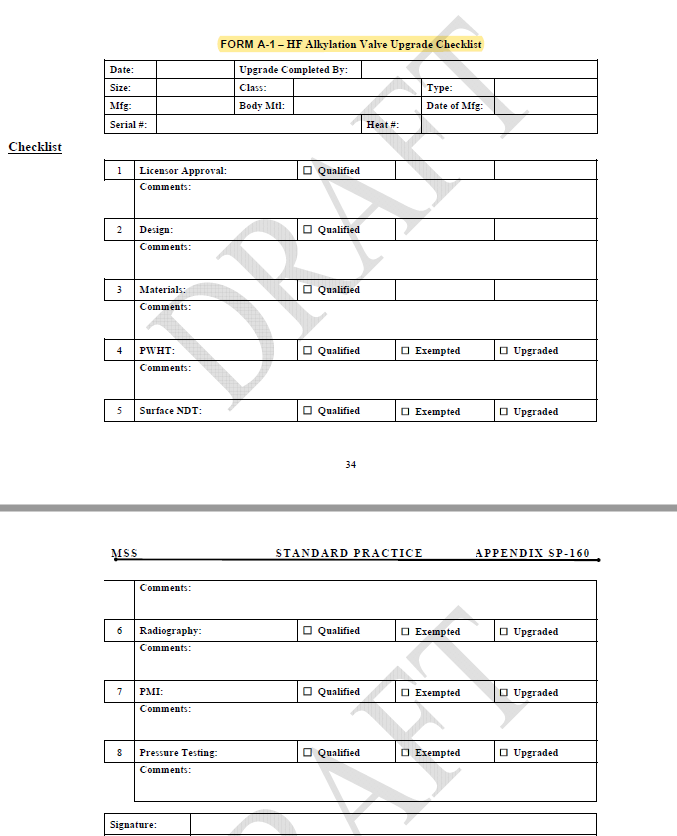 FORM A-1 – HF Alkylation Valve Upgrade Checklist
Date: Upgrade Completed By:
Size: Class: Type:
Mfg: Body Mtl: Date of Mfg:
Serial #: Heat #:
Checklist
1 Licensor Approval: ☐ Qualified
Comments:
2 Design: ☐ Qualified
Comments:
3 Materials: ☐ Qualified
Comments:
4 PWHT: ☐ Qualified ☐ Exempted ☐ Upgraded
Comments:
5 Surface NDT: ☐ Qualified ☐ Exempted ☐ Upgraded
DRAFT
34
MSS STANDARD PRACTICE APPENDIX SP-160
Comments:
6 Radiography: ☐ Qualified ☐ Exempted ☐ Upgraded
Comments:
7 PMI: ☐ Qualified ☐ Exempted ☐ Upgraded
Comments:
8 Pressure Testing: ☐ Qualified ☐ Exempted ☐ Upgraded
Comments:
Signature:
DRAFT